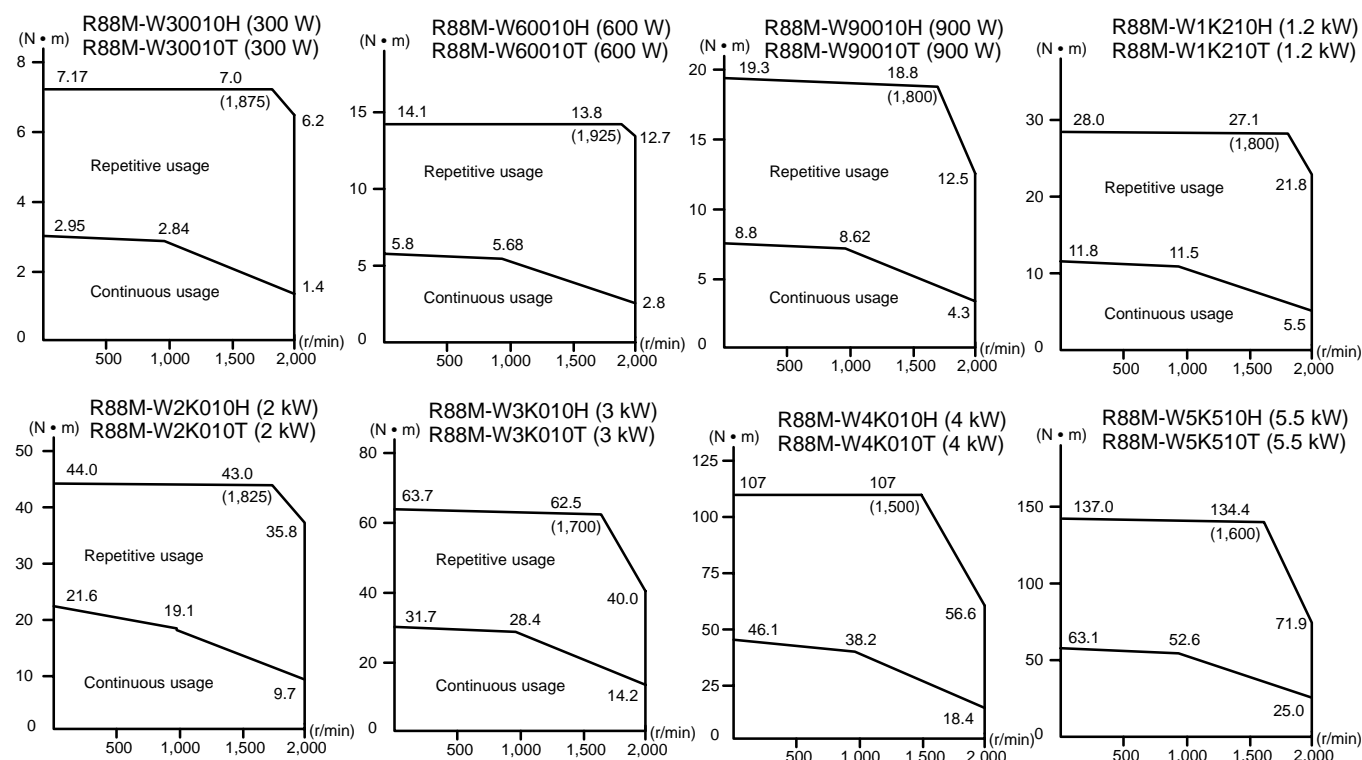 R88M-W30010H (300 W)
R88M-W30010T (300 W)
(N • m)
8
6
4
2
0
7.17
7.0
(1,875)
6.2
Repetitive usage
2.95
2.84
1.4
Continuous usage
500
1,000
1,500
2,000
(r/min)
R88M-W60010H (600 W)
R88M-W60010T (600 W)
(N • m)
15
10
5
0
14.1
13.8
(1,925)
12.7
Repetitive usage
5.8
5.68
2.8
Continuous usage
500
1,000
1,500
2,000
(r/min)
R88M-W90010H (900 W)
R88M-W90010T (900 W)
(N • m)
20
15
10
5
0
19.3
18.8
(1,800)
12.5
Repetitive usage
8.8
8.62
4.3
Continuous usage
500
1,000
1,500
2,000
(r/min)
R88M-W1K210H (1.2 kW)
R88M-W1K210T (1.2 kW)
(N • m)
30
20
10
0
28.0
27.1
(1,800)
21.8
Repetitive usage
11.8
11.5
5.5
Continuous usage
500
1,000
1,500
2,000
(r/min)
R88M-W2K010H (2 kW)
R88M-W2K010T (2 kW)
(N • m)
50
40
30
20
10
0
44.0
43.0
(1,825)
35.8
Repetitive usage
21.6
19.1
9.7
Continuous usage
500
1,000
1,500
2,000
(r/min)
R88M-W3K010H (3 kW)
R88M-W3K010T (3 kW)
(N • m)
80
60
40
20
0
63.7
62.5
(1,700)
40.0
Repetitive usage
31.7
28.4
14.2
Continuous usage
500
1,000
1,500
2,000
(r/min)
R88M-W4K010H (4 kW)
R88M-W4K010T (4 kW)
(N • m)
125
100
75
50
25
0
107
107
(1,500)
56.6
46.1
38.2
18.4
500
1,000
1,500
2,000
(r/min)
R88M-W5K510H (5.5 kW)
R88M-W5K510T (5.5 kW)
(N • m)
150
100
50
0
137.0
134.4
(1,600)
71.9
63.1
52.6
25.0
500
1,000
1,500
2,000
(r/min)